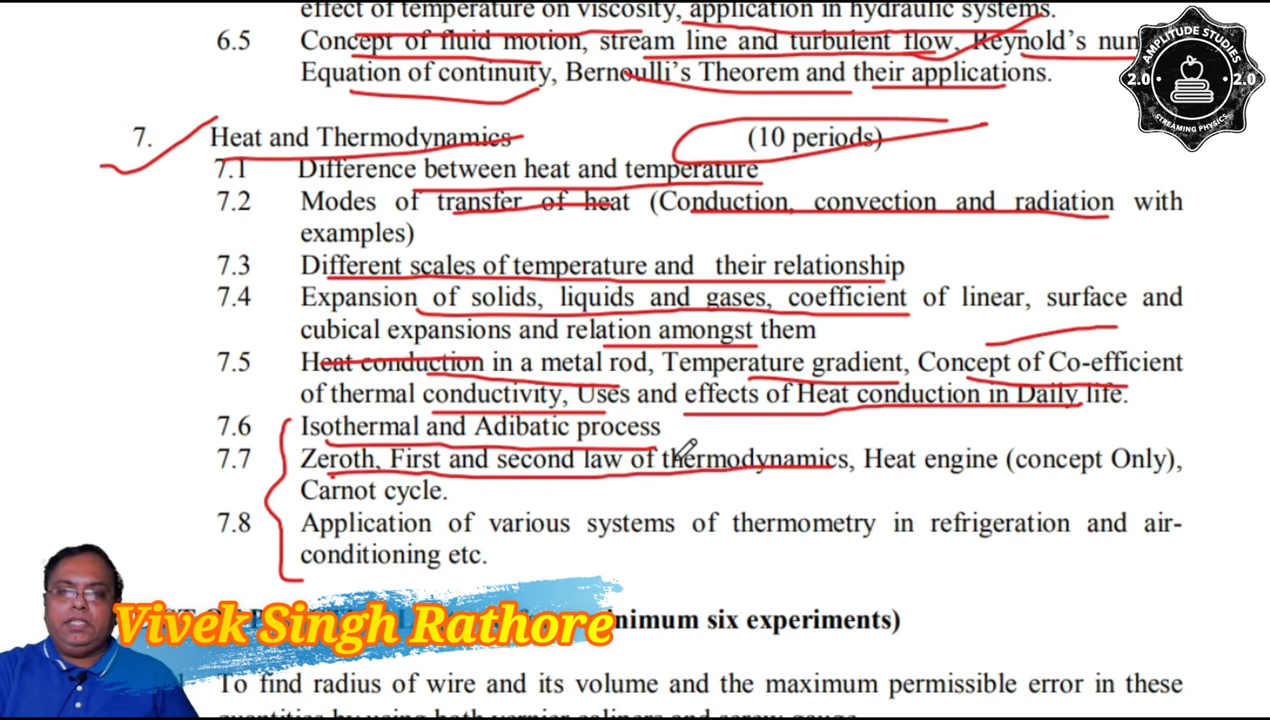 effect of temperature on viscosity, application in hydraulic systems.
6.5 Concept of fluid motion, stream line and turbulent flow, Reynold's
Equation of continuity, Bernoulli's Theorem and their applications.
AMPLITUDE STUDIES
2.0 2.0
STREAMING PHYSICS
7. Heat and Thermodynamics (10 periods)
7.1 Difference between heat and temperature
7.2 Modes of transfer of heat (Conduction, convection and radiation with
examples)
7.3 Different scales of temperature and their relationship
7.4 Expansion of solids, liquids and gases, coefficient of linear, surface and
cubical expansions and relation amongst them
7.5 Heat conduction in a metal rod, Temperature gradient, Concept of Co-efficient
of thermal conductivity, Uses and effects of Heat conduction in Daily life.
7.6 Isothermal and Adibatic process
7.7 Zeroth, First and second law of thermodynamics, Heat engine (concept Only),
Carnot cycle.
7.8 Application of various systems of thermometry in refrigeration and air-
conditioning etc.
Vivek Singh Rathore
nimum six experiments)
To find radius of wire and its volume and the maximum permissible error in these